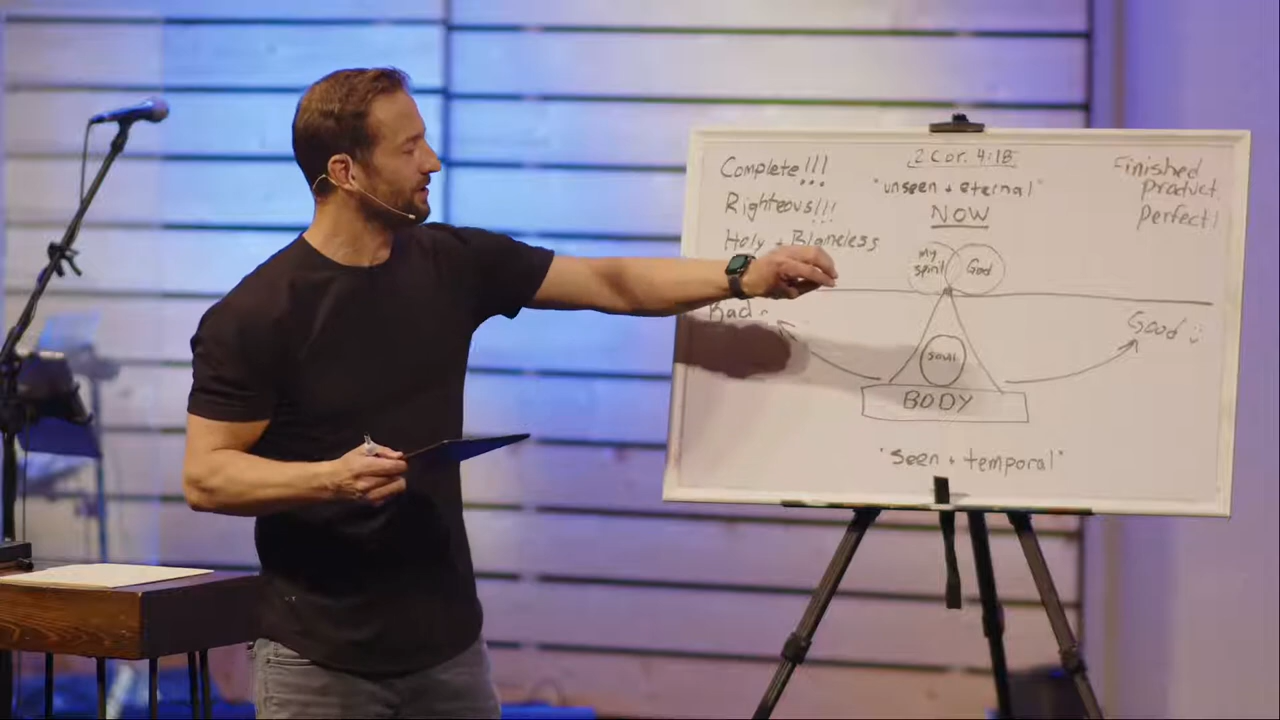 Complete!!!
Righteous!!!
Holy + Blameless
2 Cor. 4:18
"unseen + eternal"
NOW
Finished
product
Perfect!
my
spirit
God
Bad
Good :)
soul
BODY
"seen + temporal"